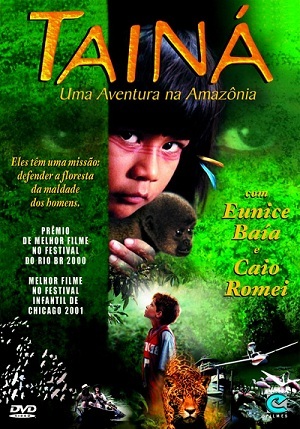 TAINÁ
Uma Aventura na Amazônia
Eles têm uma missão:
defender a floresta
da maldade
dos homens.
PRÊMIO
DE MELHOR FILME
NO FESTIVAL
DO RIO BR 2000
MELHOR FILME
NO FESTIVAL
INFANTIL DE
CHICAGO 2001
com
Eunice
Baía
e
Caio
Romei
DVD
VIDEO
FILMES